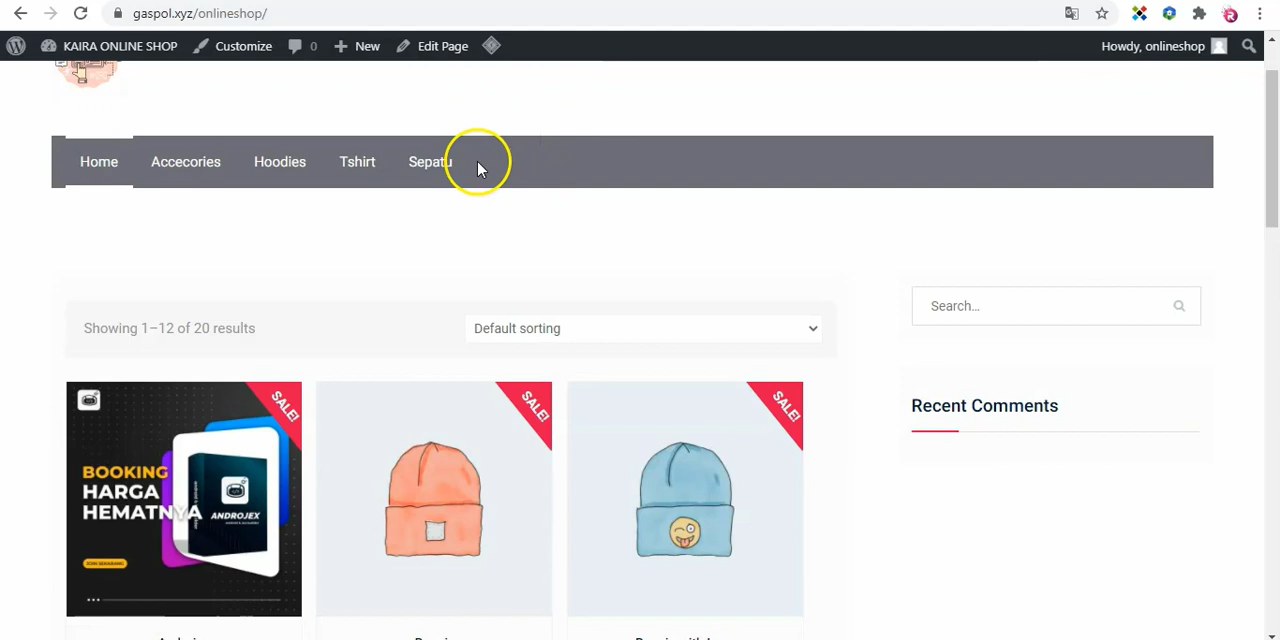 gaspol.xyz/onlineshop/
KAIRA ONLINE SHOP Customize 0 New Edit Page Howdy, onlineshop
Home Accecories Hoodies Tshirt Sepatu
Showing 1–12 of 20 results Default sorting
Search...
Recent Comments
SALE! SALE! SALE!
BOOKING
HARGA
HEMATNYA
ANDROJEX